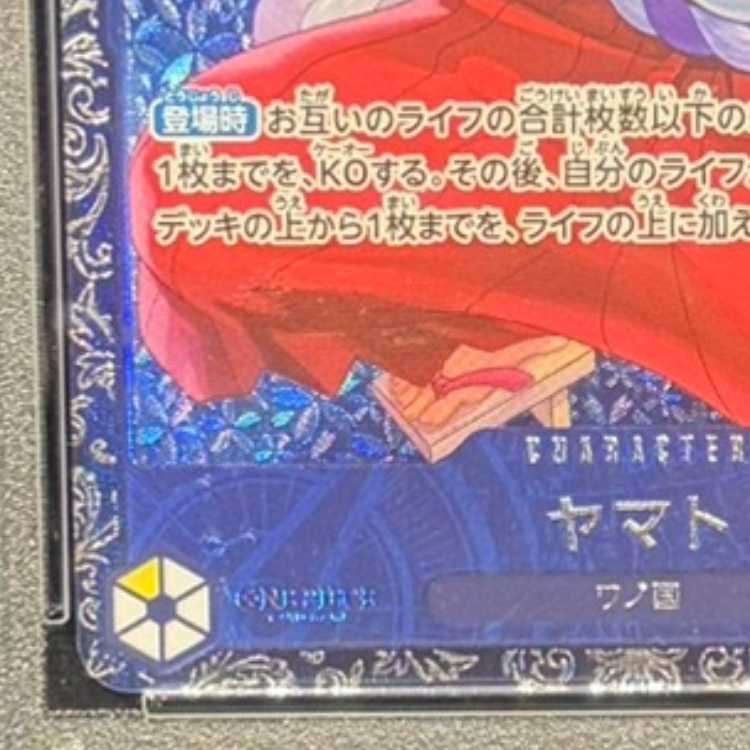 登場時 お互いのライフの合計枚数以下の
1枚までを、KOする。その後、自分のライフ
デッキの上から1枚までを、ライフの上に加え
CHARACTER
ヤマト
ワノ国